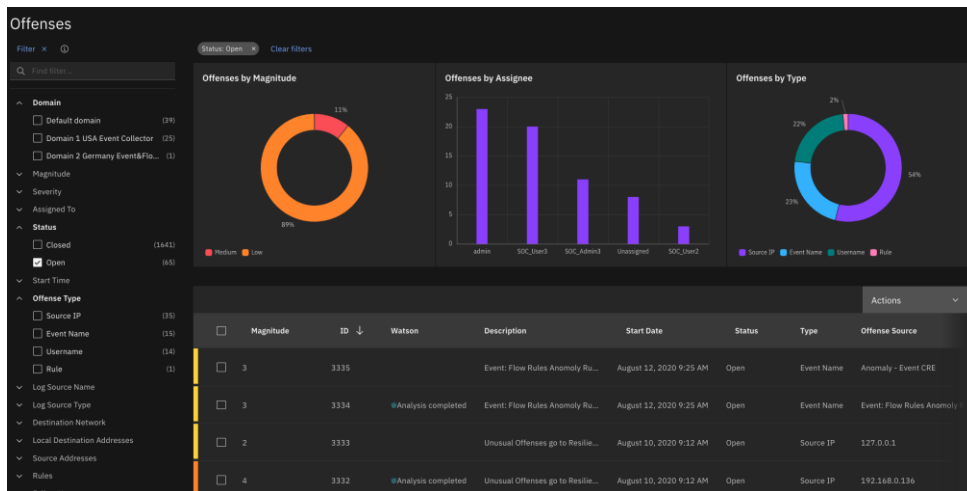 Offenses
Filter ×
Find filter...
Domain
Default domain (39)
Domain 1 USA Event Collector (25)
Domain 2 Germany Event&Flo... (1)
Magnitude
Severity
Assigned To
Status
Closed (1641)
Open (65)
Start Time
Offense Type
Source IP (35)
Event Name (15)
Username (14)
Rule (1)
Log Source Name
Log Source Type
Destination Network
Local Destination Addresses
Source Addresses
Rules
Status: Open × Clear filters
Offenses by Magnitude
11%
89%
Medium Low
Offenses by Assignee
25
20
15
10
5
0
admin SOC_User3 SOC_Admin3 Unassigned SOC_User2
Offenses by Type
2%
22%
54%
23%
Source IP Event Name Username Rule
Actions
Magnitude ID ↓ Watson Description Start Date Status Type Offense Source
3 3335 Event: Flow Rules Anomoly Ru... August 12, 2020 9:25 AM Open Event Name Anomaly - Event CRE
3 3334 Analysis completed Event: Flow Rules Anomoly Ru... August 12, 2020 9:25 AM Open Event Name Event: Flow Rules Anomoly
2 3333 Unusual Offenses go to Resilie... August 10, 2020 9:12 AM Open Source IP 127.0.0.1
4 3332 Analysis completed Unusual Offenses go to Resilie... August 10, 2020 9:12 AM Open Source IP 192.168.0.136